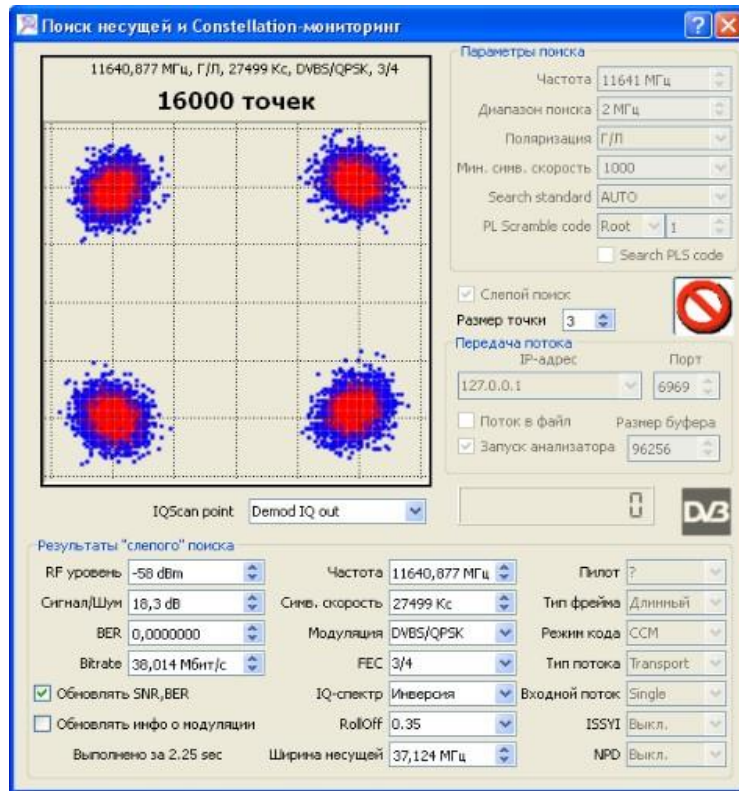 Поиск несущей и Constellation-мониторинг
11640,877 МГц, Г/Л, 27499 Кс, DVBS/QPSK, 3/4
16000 точек
Параметры поиска
Частота 11641 МГц
Диапазон поиска 2 МГц
Поляризация Г/Л
Мин. симв. скорость 1000
Search standard AUTO
PL Scramble code Root 1
Search PLS code
Слепой поиск
Размер точки 3
Передача потока
IP-адрес Порт
127.0.0.1 6969
Поток в файл Размер буфера
Запуск анализатора 96256
IQScan point Demod IQ out
0 DVB
Результаты "слепого" поиска
RF уровень -58 dBm Частота 11640,877 МГц Пилот ?
Сигнал/Шум 18,3 dB Симв. скорость 27499 Кс Тип фрейма Длинный
BER 0,0000000 Модуляция DVBS/QPSK Режим кода CCM
Bitrate 38,014 Мбит/с FEC 3/4 Тип потока Transport
Обновлять SNR,BER IQ-спектр Инверсия Входной поток Single
Обновлять инфо о модуляции RollOff 0.35 ISSYI Выкл.
Выполнено за 2.25 sec Ширина несущей 37,124 МГц NPD Выкл.